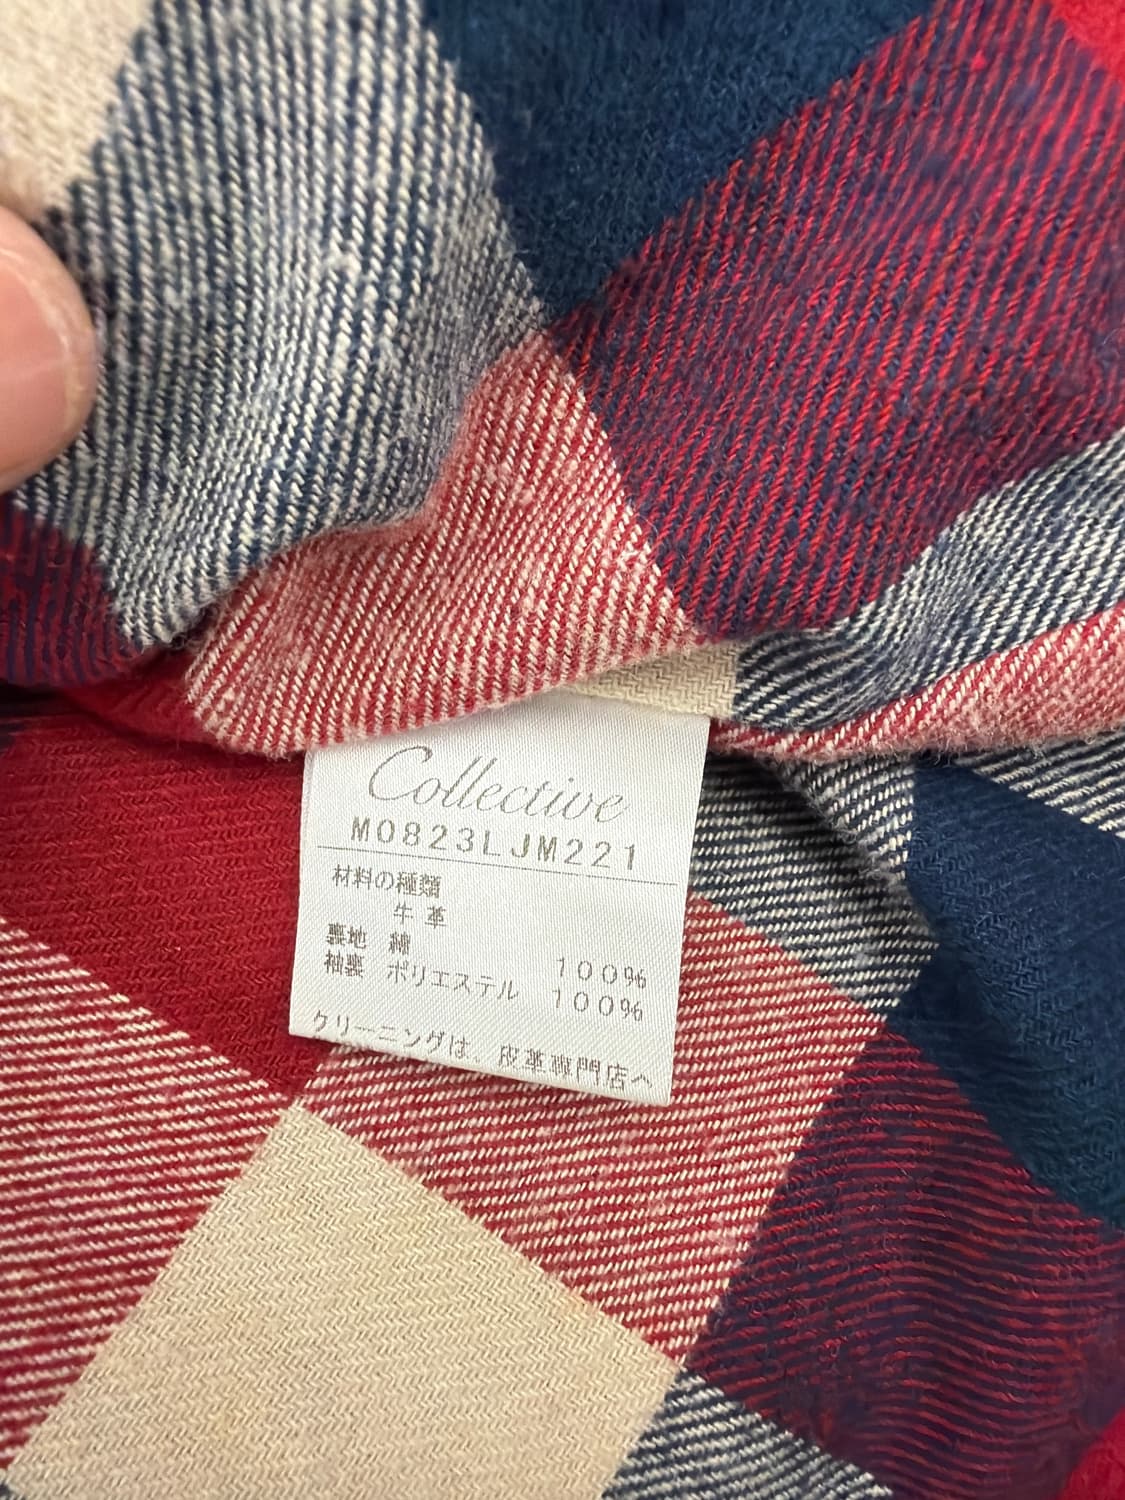 Collective
M0823LJM221
材料の種類
牛革
裏地 綿 100%
袖裏 ポリエステル 100%
クリーニングは、皮革専門店へ